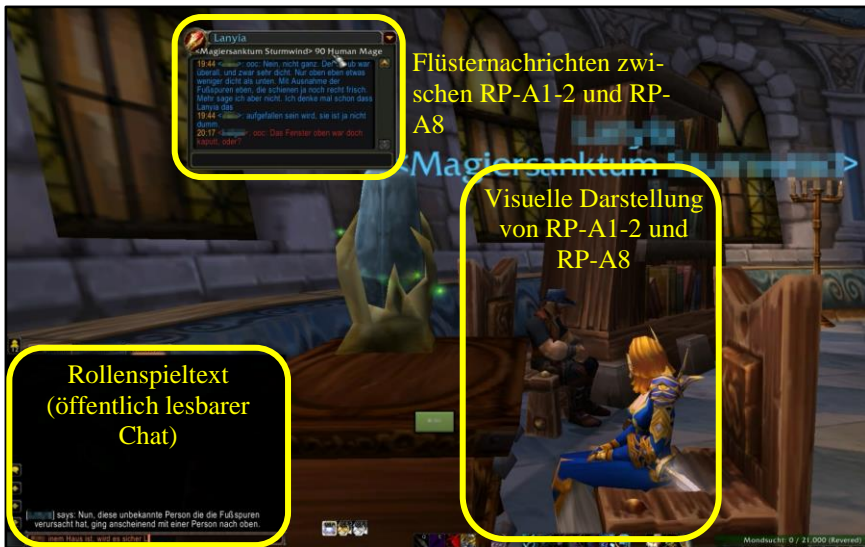 Lanyia
<Magiersanktum Sturmwind> 90 Human Mage
19:44 ooc: Nein, nicht ganz. Der
überall, und zwar sehr dicht. Nur oben eben etwas
weniger dicht als unten. Mit Ausnahme der
Fußspuren eben, die schienen ja noch recht frisch.
Mehr sage ich aber nicht. Ich denke mal schon dass
Lanyia das
19:44 aufgefallen sein wird, sie ist ja nicht
dumm.
20:17 ooc: Das Fenster oben war doch
kaputt, oder?
Flüsternachrichten zwi-
schen RP-A1-2 und RP-
A8
<Magiersanktum
>
Visuelle Darstellung
von RP-A1-2 und
RP-A8
Rollenspieltext
(öffentlich lesbarer
Chat)
says: Nun, diese unbekannte Person die die Fußspuren
verursacht hat, ging anscheinend mit einer Person nach oben.
inem Haus ist, wird es sicher
Mondsucht: 0 / 21.000 (Revered)